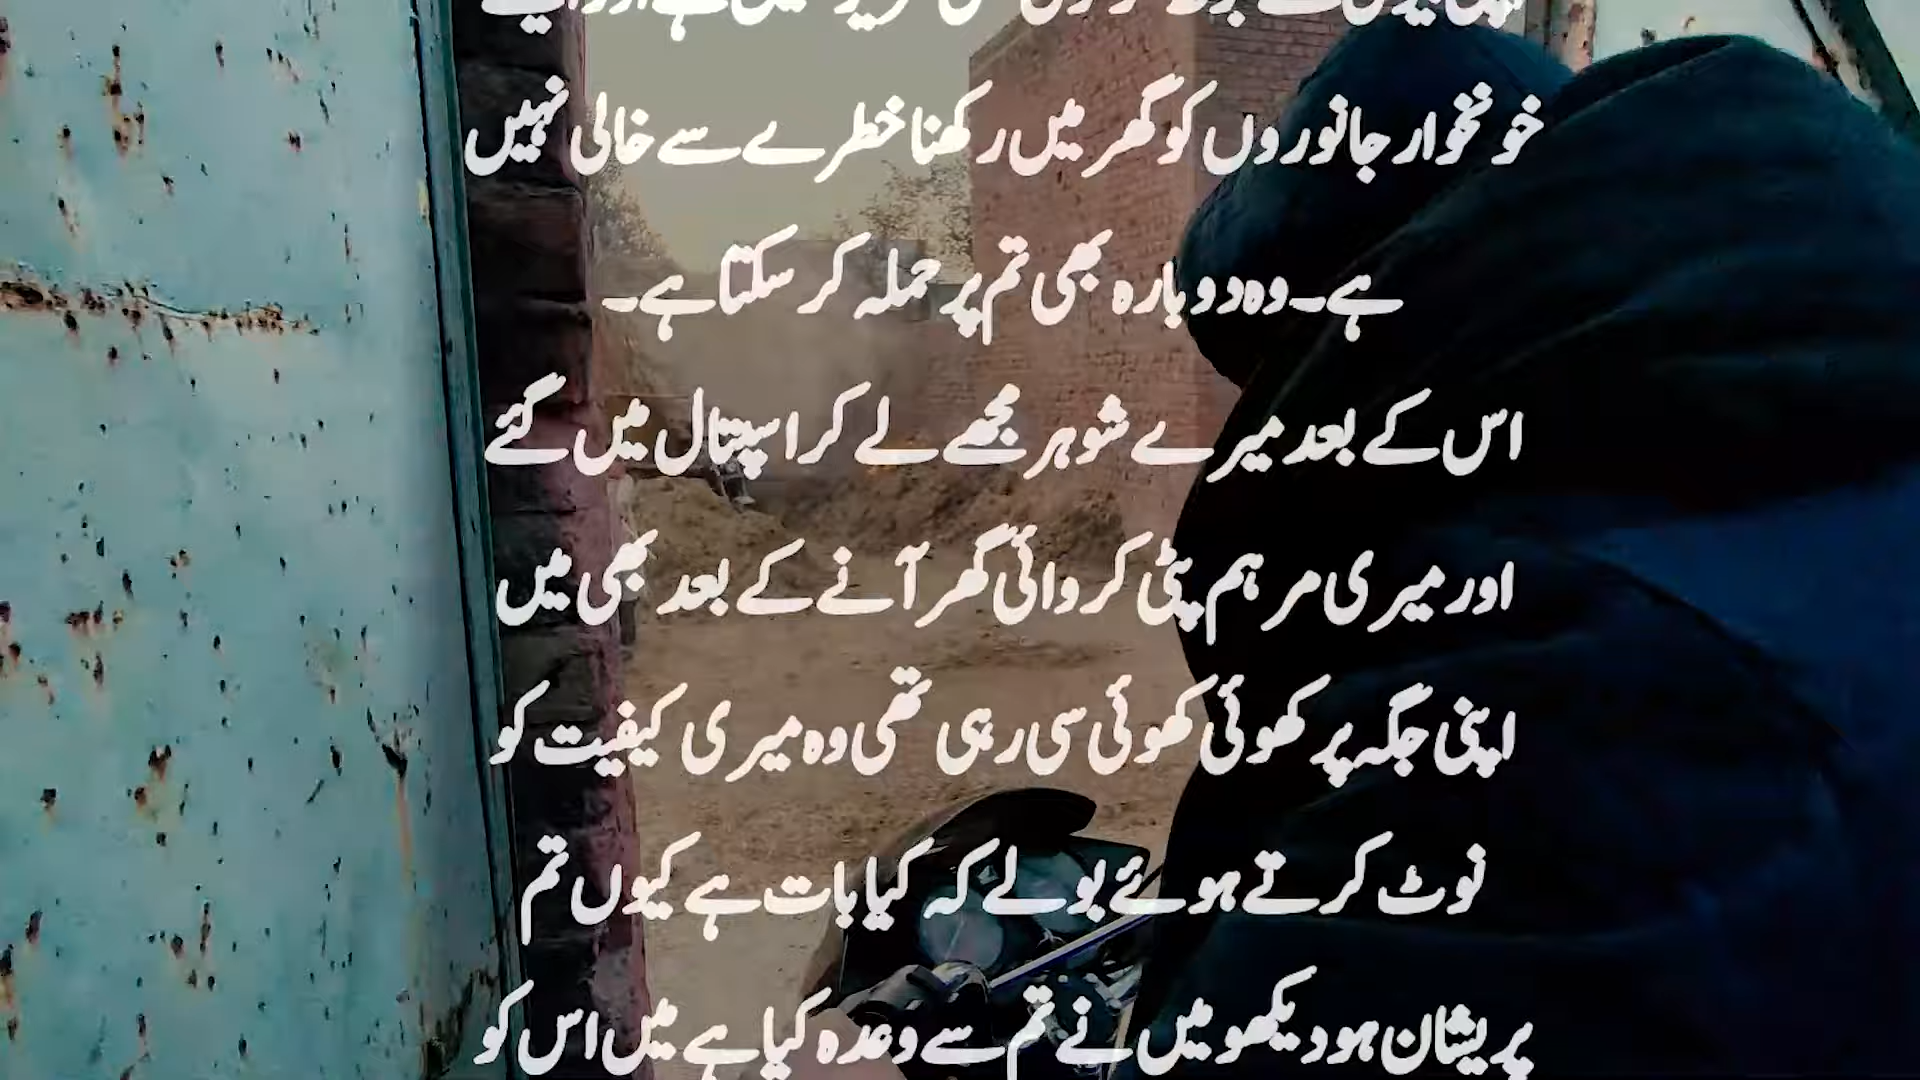 خونخوار جانوروں کو گھر میں رکھنا خطرے سے خالی نہیں
ہے۔ وہ دوبارہ بھی تم پر حملہ کر سکتا ہے۔
اس کے بعد میرے شوہر مجھے لے کر اسپتال میں گئے
اور میری مرہم پٹی کروائی گھر آنے کے بعد بھی میں
اپنی جگہ پر کھوئی کھوئی سی رہی تھی وہ میری کیفیت کو
نوٹ کرتے ہوئے بولے کہ کیا بات ہے کیوں تم
پریشان ہو دیکھو میں نے تم سے وعدہ کیا ہے میں اس کو